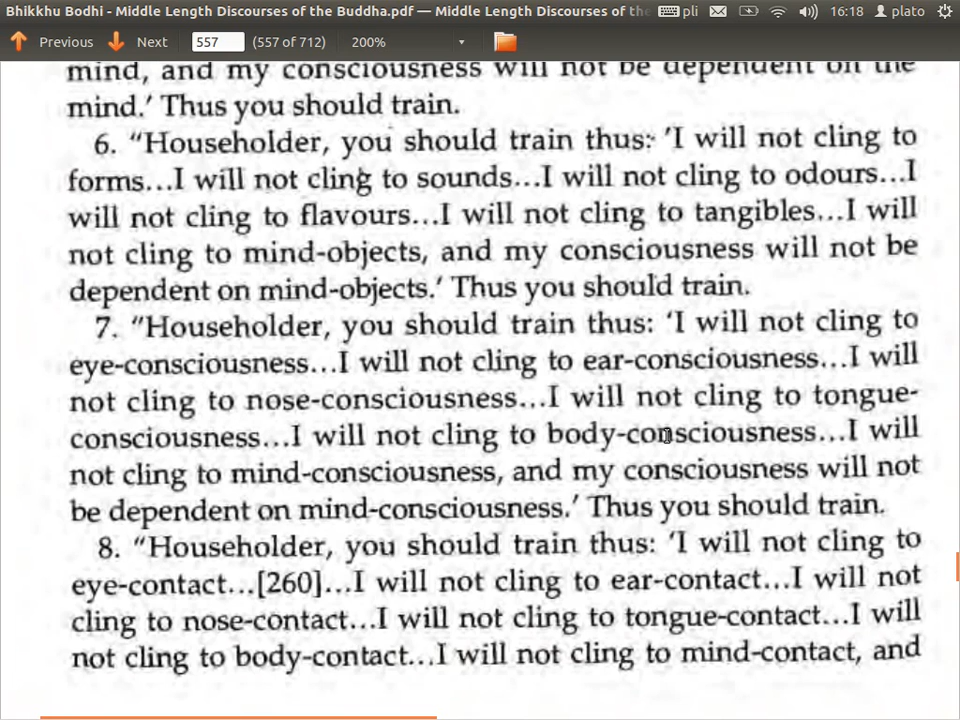 Bhikkhu Bodhi - Middle Length Discourses of the Buddha.pdf — Middle Length Discourses of the pli 16:18 plato
Previous Next 557 (557 of 712) 200%
mind, and my consciousness will not be dependent on the
mind.' Thus you should train.
6. "Householder, you should train thus: 'I will not cling to
forms...I will not cling to sounds...I will not cling to odours...I
will not cling to flavours...I will not cling to tangibles...I will
not cling to mind-objects, and my consciousness will not be
dependent on mind-objects.' Thus you should train.
7. "Householder, you should train thus: 'I will not cling to
eye-consciousness...I will not cling to ear-consciousness...I will
not cling to nose-consciousness...I will not cling to tongue-
consciousness...I will not cling to body-consciousness...I will
not cling to mind-consciousness, and my consciousness will not
be dependent on mind-consciousness.' Thus you should train.
8. "Householder, you should train thus: 'I will not cling to
eye-contact...[260]...I will not cling to ear-contact...I will not
cling to nose-contact...I will not cling to tongue-contact...I will
not cling to body-contact...I will not cling to mind-contact, and